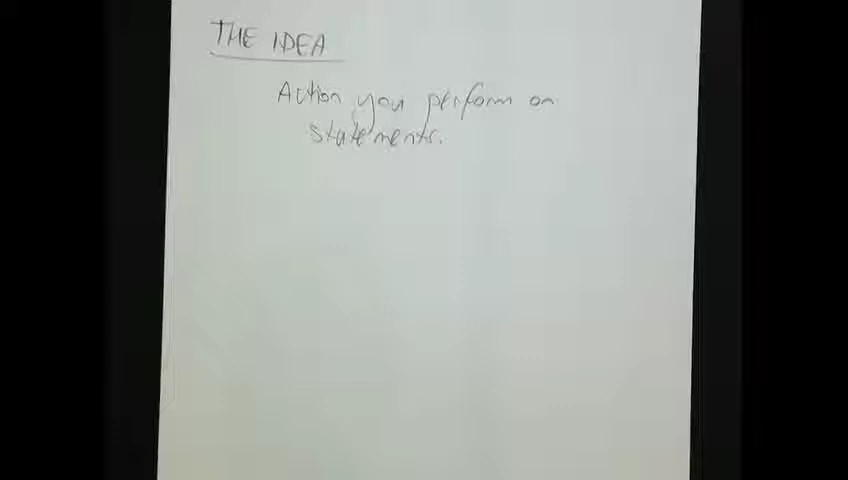 THE IDEA
Action you perform on
statements.